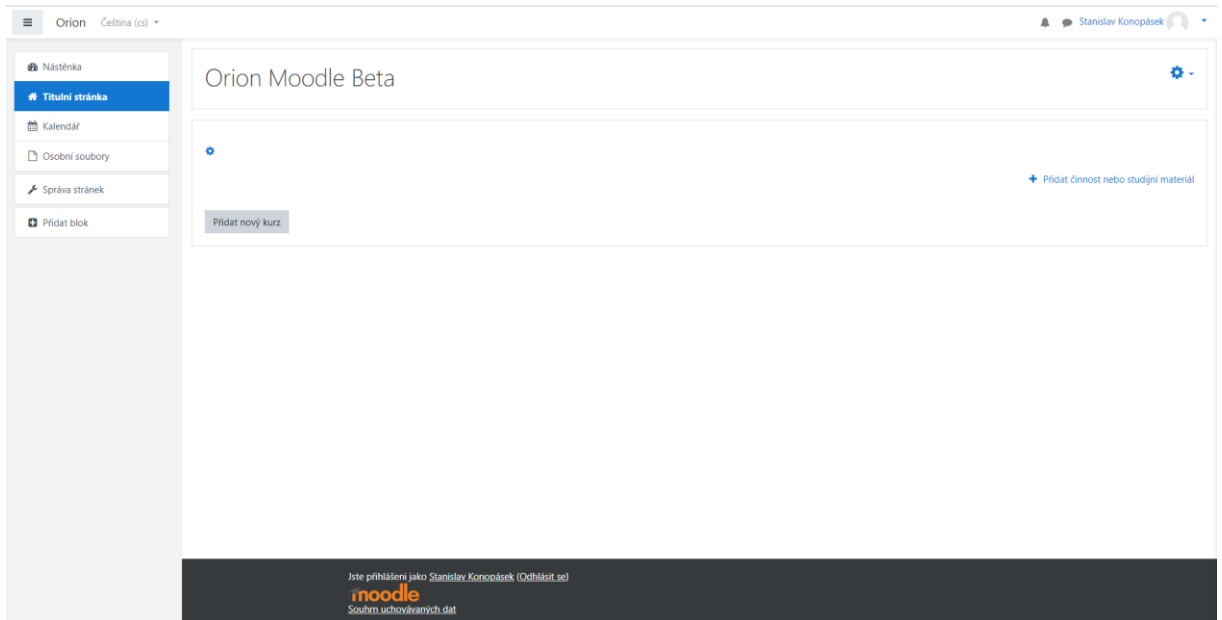 Orion Čeština (cs) Stanislav Konopásek
Nástěnka
Titulní stránka
Kalendář
Osobní soubory
Správa stránek
Přidat blok
Orion Moodle Beta
Přidat činnost nebo studijní materiál
Přidat nový kurz
Jste přihlášeni jako Stanislav Konopásek (Odhlásit se)
moodle
Souhrn uchovávaných dat